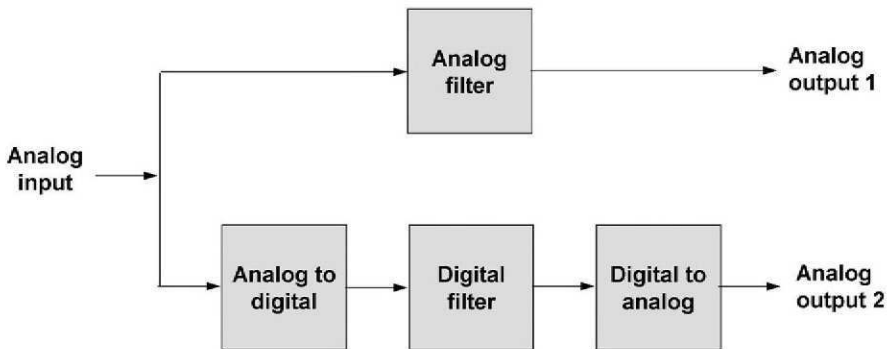 Analog
filter
Analog
output 1
Analog
input
Analog to
digital
Digital
filter
Digital to
analog
Analog
output 2